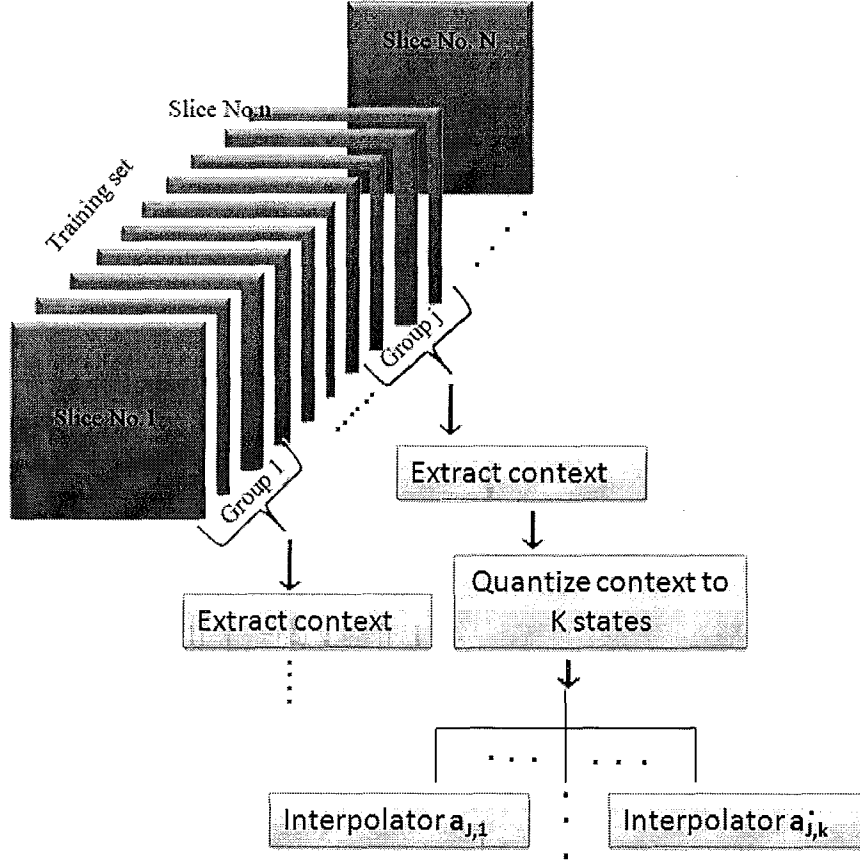 Slice No. N
Slice No.n
Training set
Slice No. 1
Group j
Group 1
Extract context
Extract context
Quantize context to
K states
Interpolator a_{j,1}
Interpolator a_{j,k}